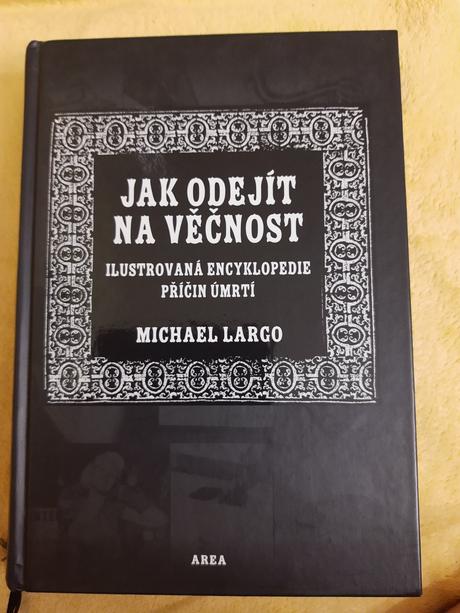 JAK ODEJÍT
NA VĚČNOST
ILUSTROVANÁ ENCYKLOPEDIE
PŘÍČIN ÚMRTÍ
MICHAEL LARGO
AREA